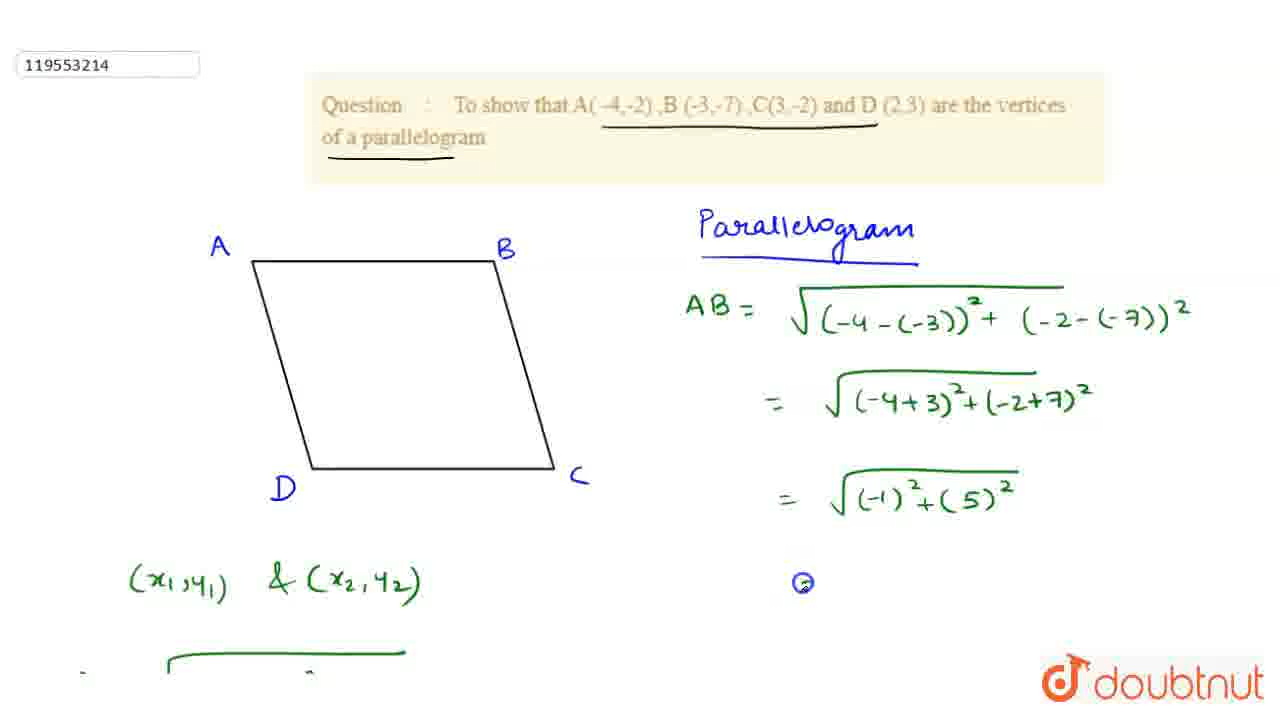 119553214
Question : To show that A( -4,-2) ,B (-3,-7) ,C(3,-2) and D (2,3) are the vertices
of a parallelogram
Parallelogram
A B
AB = √(-4-(-3))² + (-2-(-7))²
= √(-4+3)²+(-2+7)²
= √(-1)²+(5)²
D C
(x₁,y₁) & (x₂,y₂)
=
doubtnut